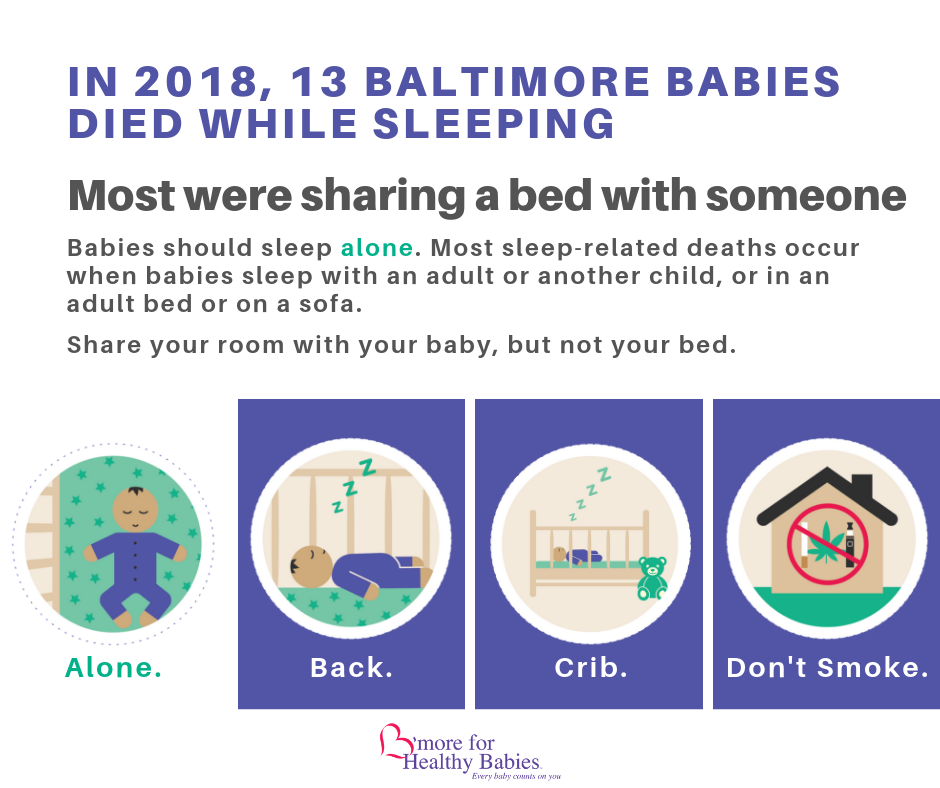 IN 2018, 13 BALTIMORE BABIES
DIED WHILE SLEEPING
Most were sharing a bed with someone
Babies should sleep alone. Most sleep-related deaths occur
when babies sleep with an adult or another child, or in an
adult bed or on a sofa.
Share your room with your baby, but not your bed.
z
z
z
z
z
z
z
Alone.
Back.
Crib.
Don't Smoke.
B'more for
Healthy Babies
Every baby counts on you